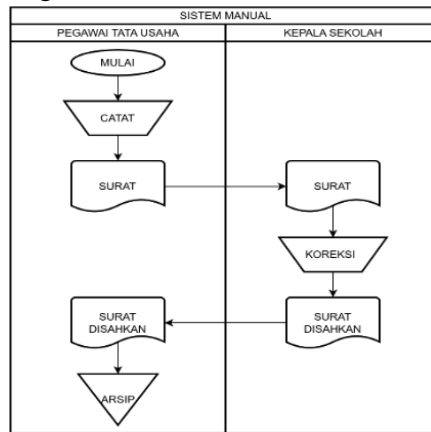 SISTEM MANUAL
PEGAWAI TATA USAHA
KEPALA SEKOLAH
MULAI
CATAT
SURAT
SURAT
KOREKSI
SURAT
DISAHKAN
SURAT
DISAHKAN
ARSIP